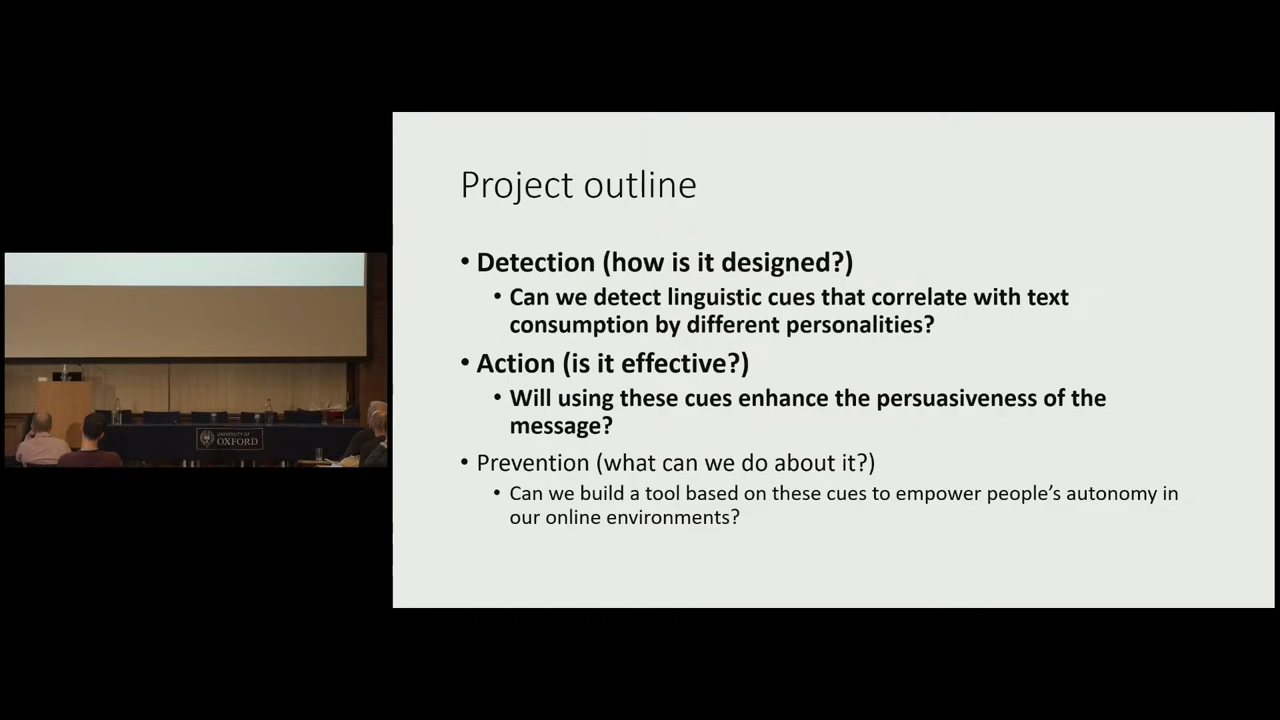 Project outline
• Detection (how is it designed?)
• Can we detect linguistic cues that correlate with text
consumption by different personalities?
• Action (is it effective?)
• Will using these cues enhance the persuasiveness of the
message?
• Prevention (what can we do about it?)
• Can we build a tool based on these cues to empower people's autonomy in
our online environments?
UNIVERSITY OF
OXFORD